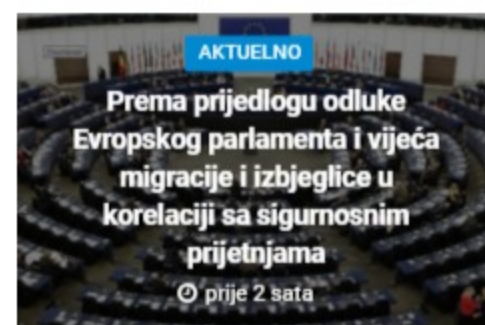 AKTUELNO
Prema prijedlogu odluke
Evropskog parlamenta i vijeća
migracije i izbjeglice u
korelaciji sa sigurnosnim
prijetnjama
prije 2 sata